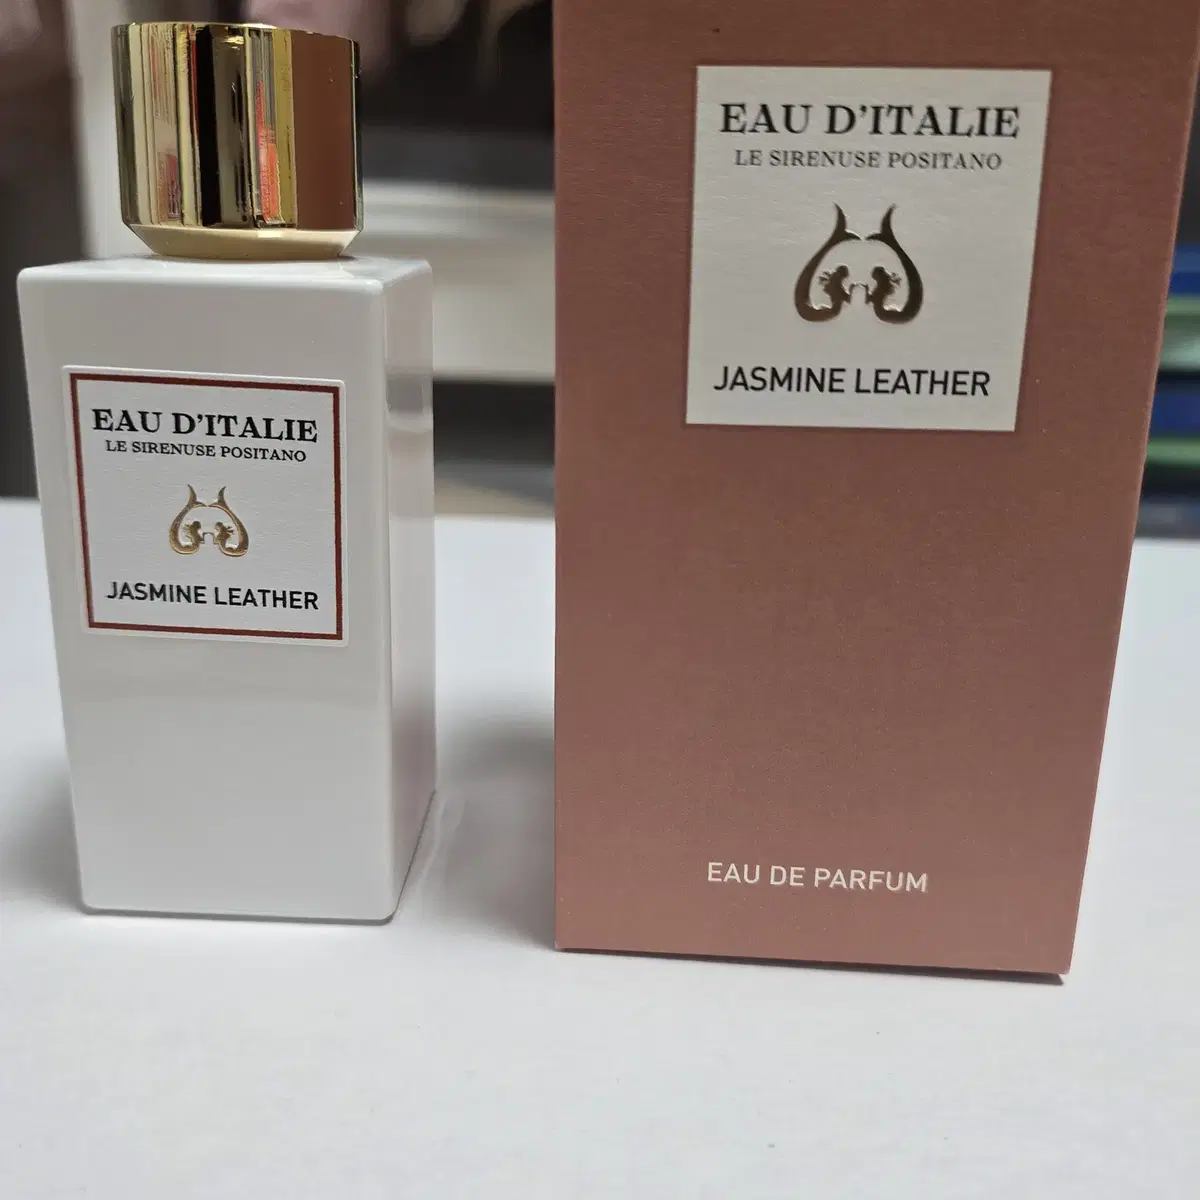 EAU D'ITALIE
LE SIRENUSE POSITANO
JASMINE LEATHER
EAU D'ITALIE
LE SIRENUSE POSITANO
JASMINE LEATHER
EAU DE PARFUM